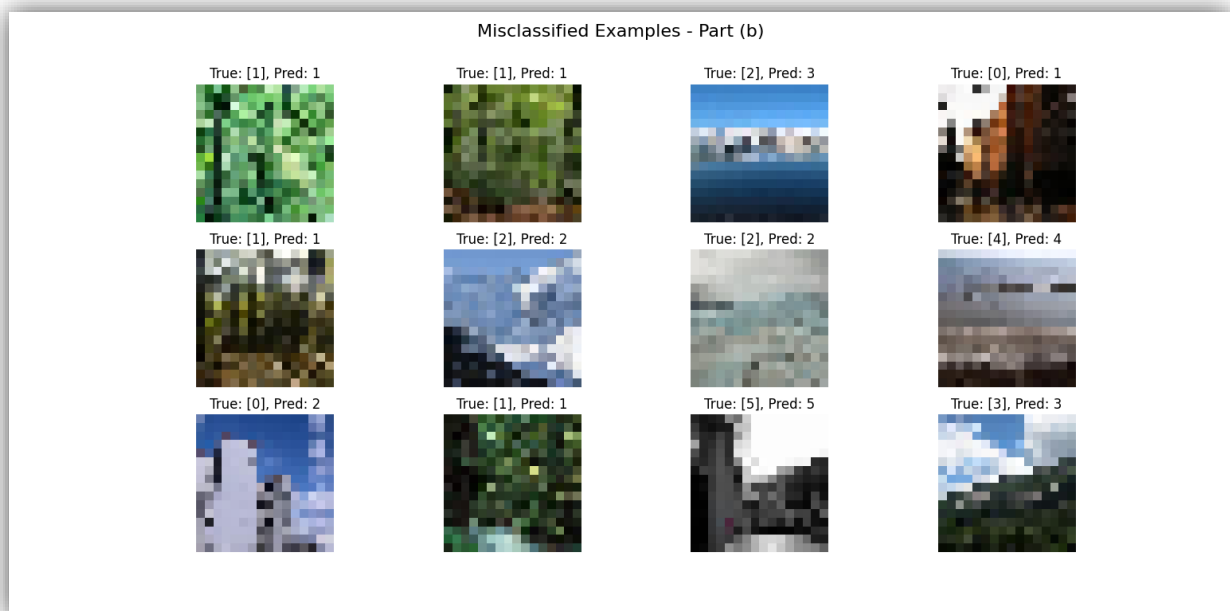 Misclassified Examples - Part (b)
True: [1], Pred: 1
True: [1], Pred: 1
True: [2], Pred: 3
True: [0], Pred: 1
True: [1], Pred: 1
True: [2], Pred: 2
True: [2], Pred: 2
True: [4], Pred: 4
True: [0], Pred: 2
True: [1], Pred: 1
True: [5], Pred: 5
True: [3], Pred: 3